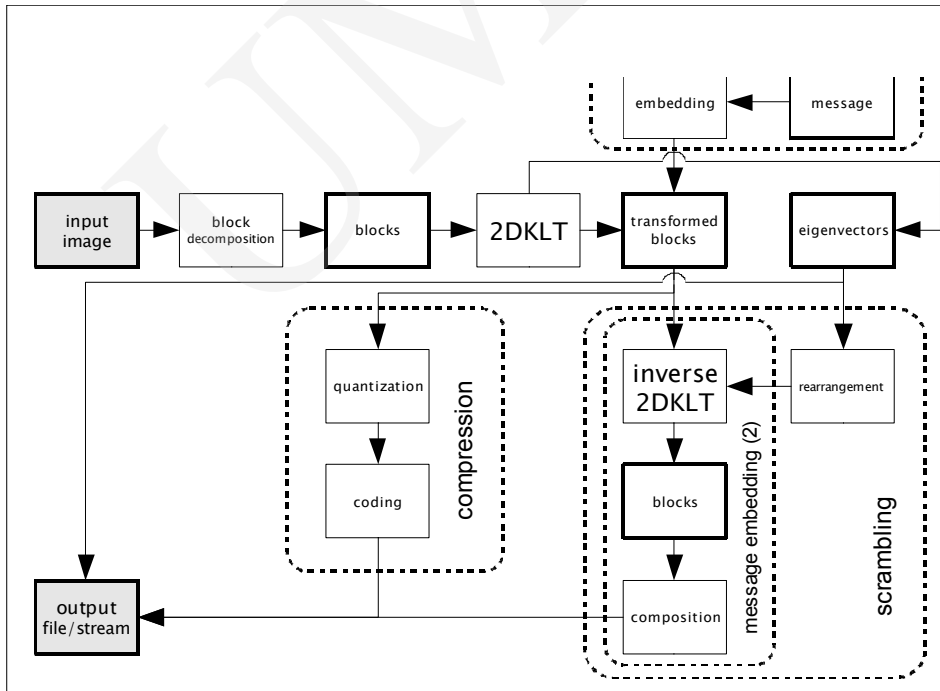 embedding
message
input
image
block
decomposition
blocks
2DKLT
transformed
blocks
eigenvectors
quantization
coding
compression
inverse
2DKLT
rearrangement
blocks
composition
message embedding (2)
scrambling
output
file/stream
UM